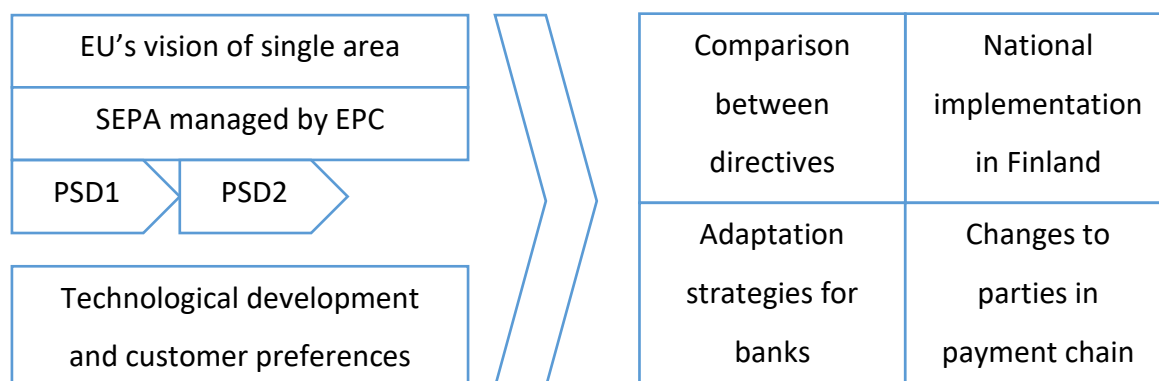 EU’s vision of single area
SEPA managed by EPC
PSD1
PSD2
Technological development
and customer preferences
Comparison
between
directives
National
implementation
in Finland
Adaptation
strategies for
banks
Changes to
parties in
payment chain